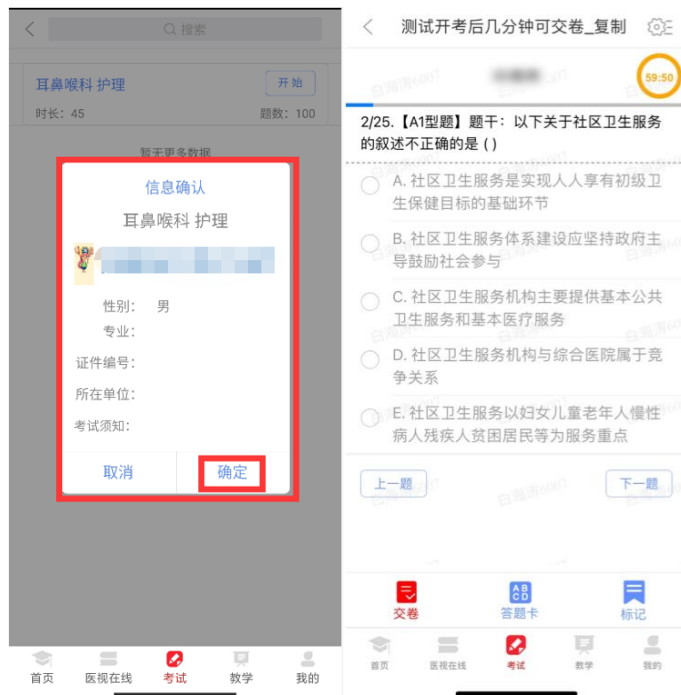 搜索
耳鼻喉科 护理
开始
时长：45
题数：100
暂无更多数据
信息确认
耳鼻喉科 护理
性别： 男
专业：
证件编号：
所在单位：
考试须知：
取消
确定
首页
医视在线
考试
教学
我的
测试开考后几分钟可交卷_复制
59:50
2/25.【A1型题】题干：以下关于社区卫生服务
的叙述不正确的是 ( )
A. 社区卫生服务是实现人人享有初级卫
生保健目标的基础环节
B. 社区卫生服务体系建设应坚持政府主
导鼓励社会参与
C. 社区卫生服务机构主要提供基本公共
卫生服务和基本医疗服务
D. 社区卫生服务机构与综合医院属于竞
争关系
E. 社区卫生服务以妇女儿童老年人慢性
病人残疾人贫困居民等为服务重点
上一题
下一题
白海涛6007
AB
CD
交卷
答题卡
标记
首页
医视在线
考试
教学
我的